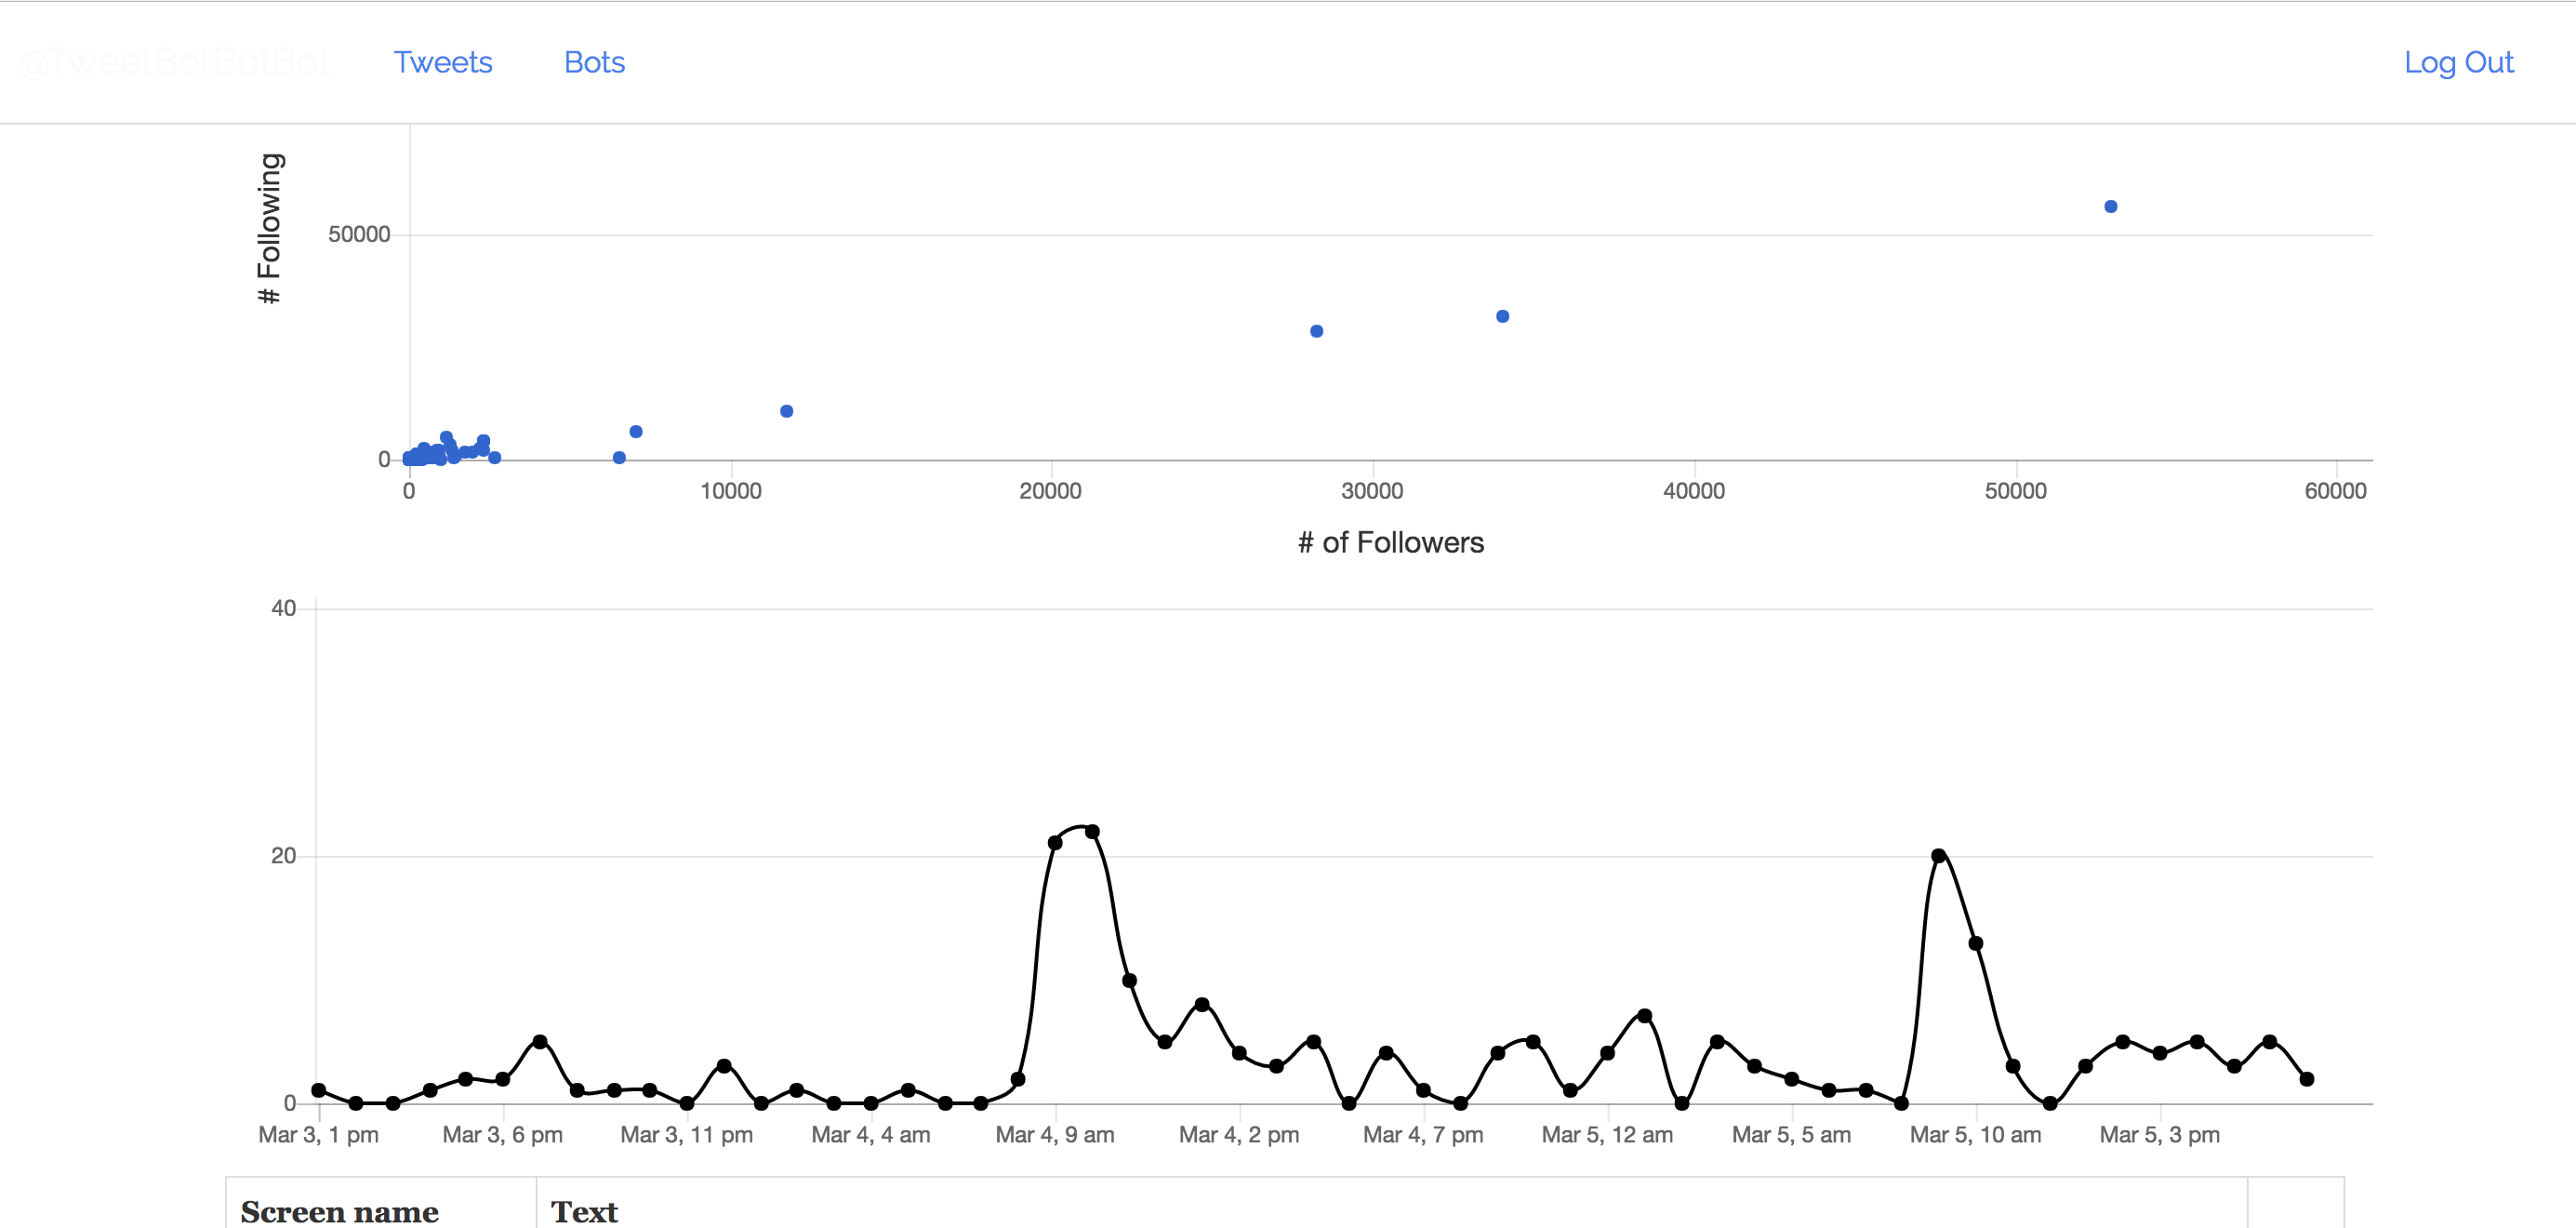 @TweetBotBotBot Tweets Bots Log Out
# Following
50000
0
0 10000 20000 30000 40000 50000 60000
# of Followers
40
20
0
Mar 3, 1 pm Mar 3, 6 pm Mar 3, 11 pm Mar 4, 4 am Mar 4, 9 am Mar 4, 2 pm Mar 4, 7 pm Mar 5, 12 am Mar 5, 5 am Mar 5, 10 am Mar 5, 3 pm
Screen name Text